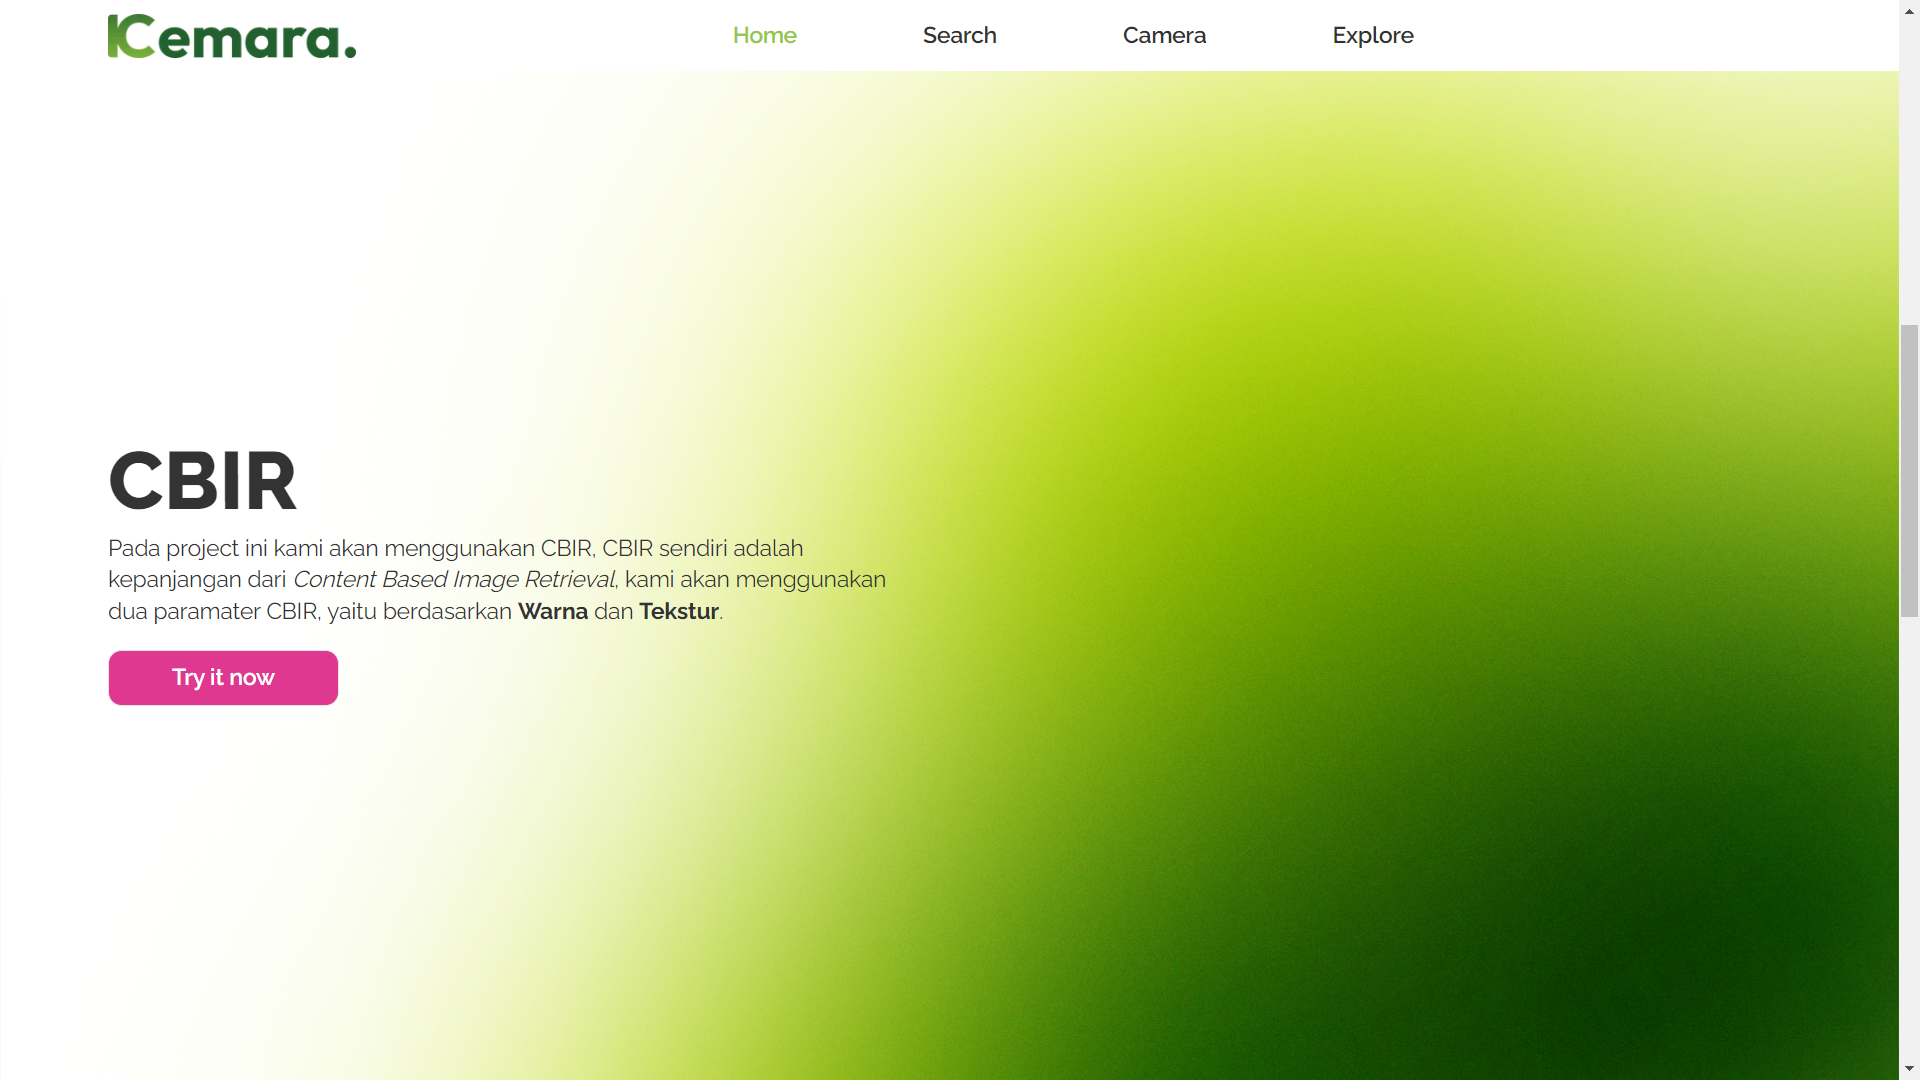 KCemara.
Home
Search
Camera
Explore
CBIR
Pada project ini kami akan menggunakan CBIR, CBIR sendiri adalah
kepanjangan dari Content Based Image Retrieval, kami akan menggunakan
dua paramater CBIR, yaitu berdasarkan Warna dan Tekstur.
Try it now